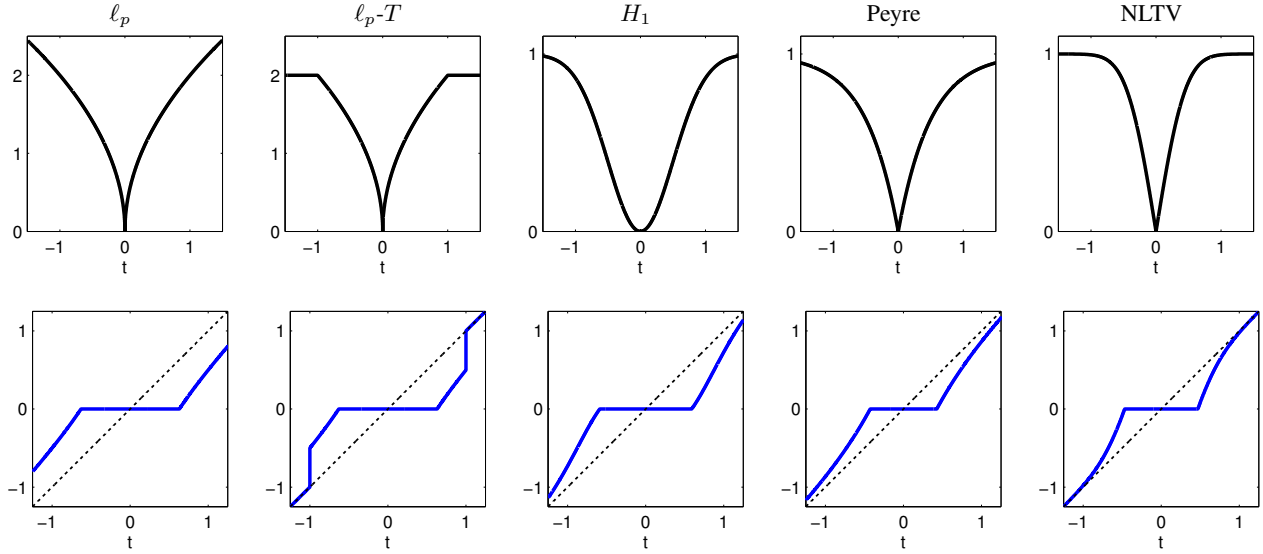 ℓp ℓp-T H1 Peyre NLTV
2 2 1 1 1
1 1
0 0 0 0 0
−1 0 1 −1 0 1 −1 0 1 −1 0 1 −1 0 1
t t t t t
1 1 1 1 1
0 0 0 0 0
−1 −1 −1 −1 −1
−1 0 1 −1 0 1 −1 0 1 −1 0 1 −1 0 1
t t t t t